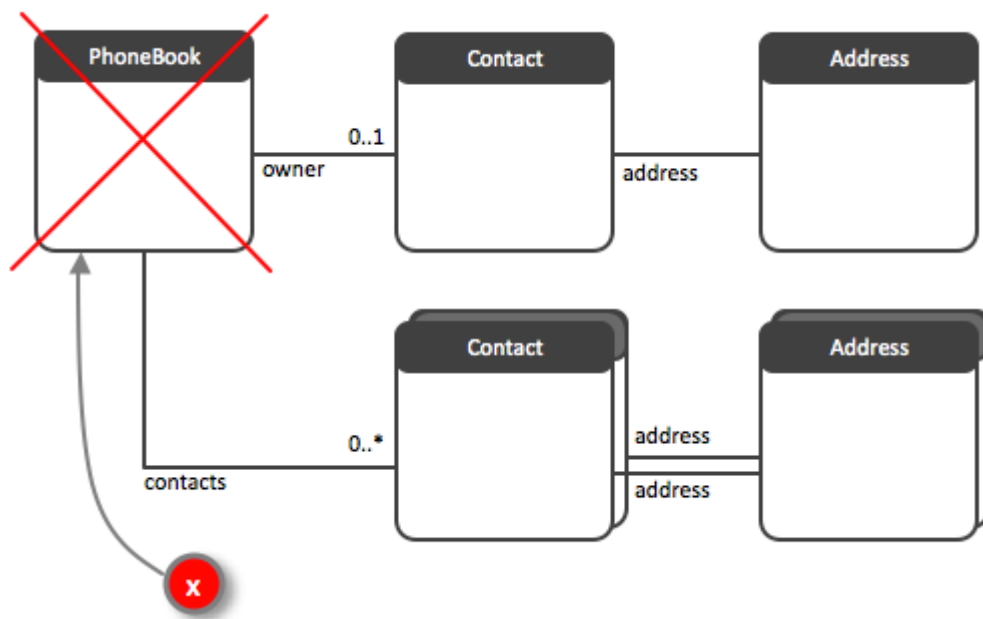 PhoneBook
Contact
Address
0..1
owner
address
Contact
Address
0..*
contacts
address
address
x